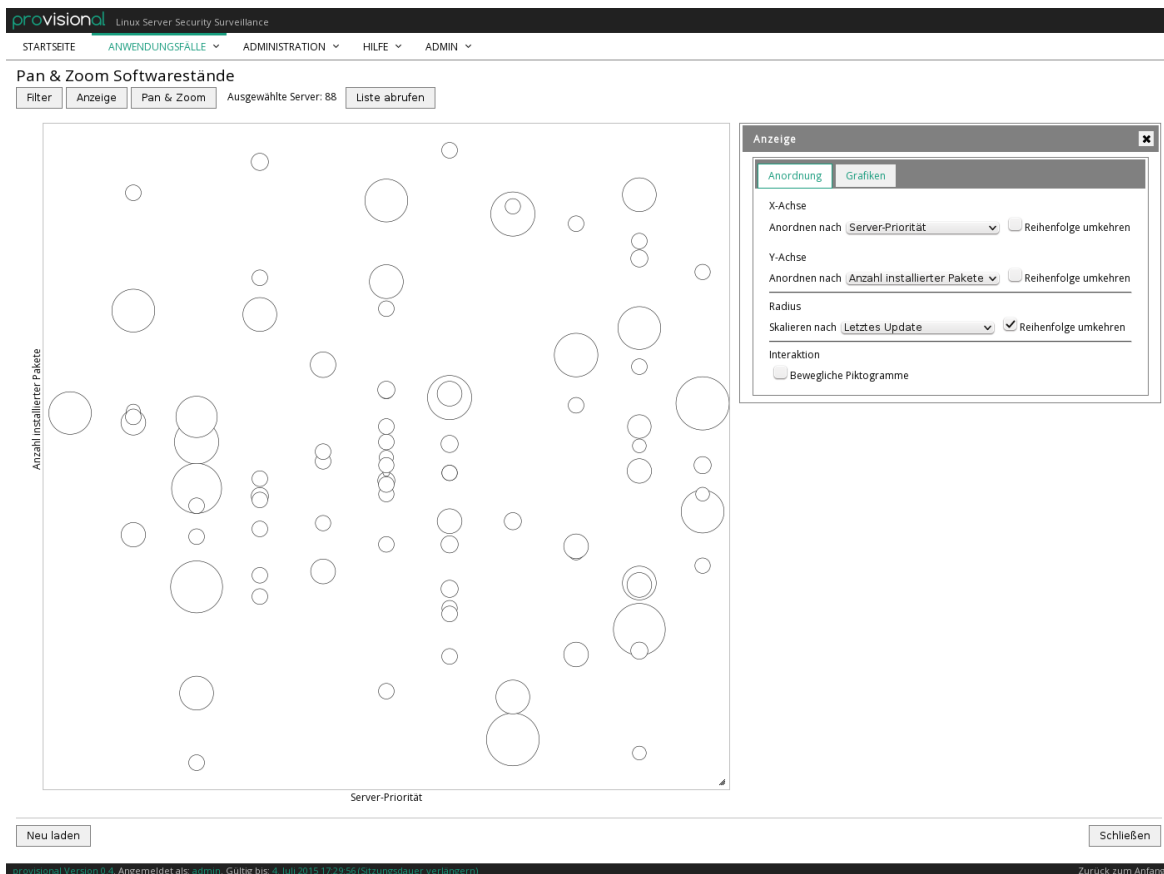 provisional Linux Server Security Surveillance
STARTSEITE ANWENDUNGSFÄLLE ADMINISTRATION HILFE ADMIN
Pan & Zoom Softwarestände
Filter Anzeige Pan & Zoom Ausgewählte Server: 88 Liste abrufen
Anzahl installierter Pakete
Server-Priorität
Anzeige
Anordnung Grafiken
X-Achse
Anordnen nach Server-Priorität Reihenfolge umkehren
Y-Achse
Anordnen nach Anzahl installierter Pakete Reihenfolge umkehren
Radius
Skalieren nach Letztes Update Reihenfolge umkehren
Interaktion
Bewegliche Piktogramme
Neu laden Schließen
provisional Version 0.4. Angemeldet als: admin. Gültig bis: 4. Juli 2015 17:29:56 (Sitzungsdauer verlängern) Zurück zum Anfang